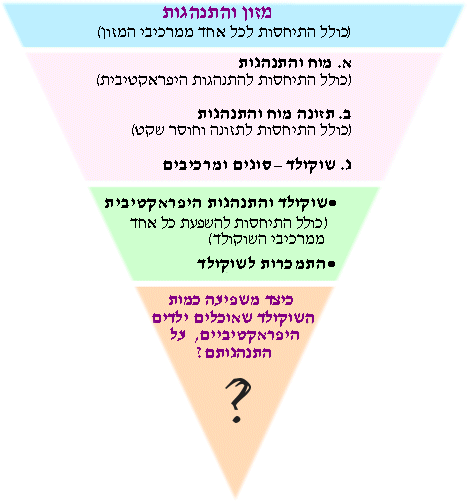 מזון והתנהגות
(כולל התיחסות לכל אחד ממרכיבי המזון)
א. מוח והתנהגות
(כולל התיחסות להתנהגות היפראקטיבית)
ב. תזונה מוח והתנהגות
(כולל התיחסות לתזונה וחוסר שקט)
ג. שוקולד – סוגים ומרכיבים
•שוקולד והתנהגות היפראקטיבית
(כולל התיחסות להשפעת כל אחד
ממרכיבי השוקולד)
•התמכרות לשוקולד
כיצד משפיעה כמות
השוקולד שאוכלים ילדים
היפראקטיביים, על
התנהגותם?
?